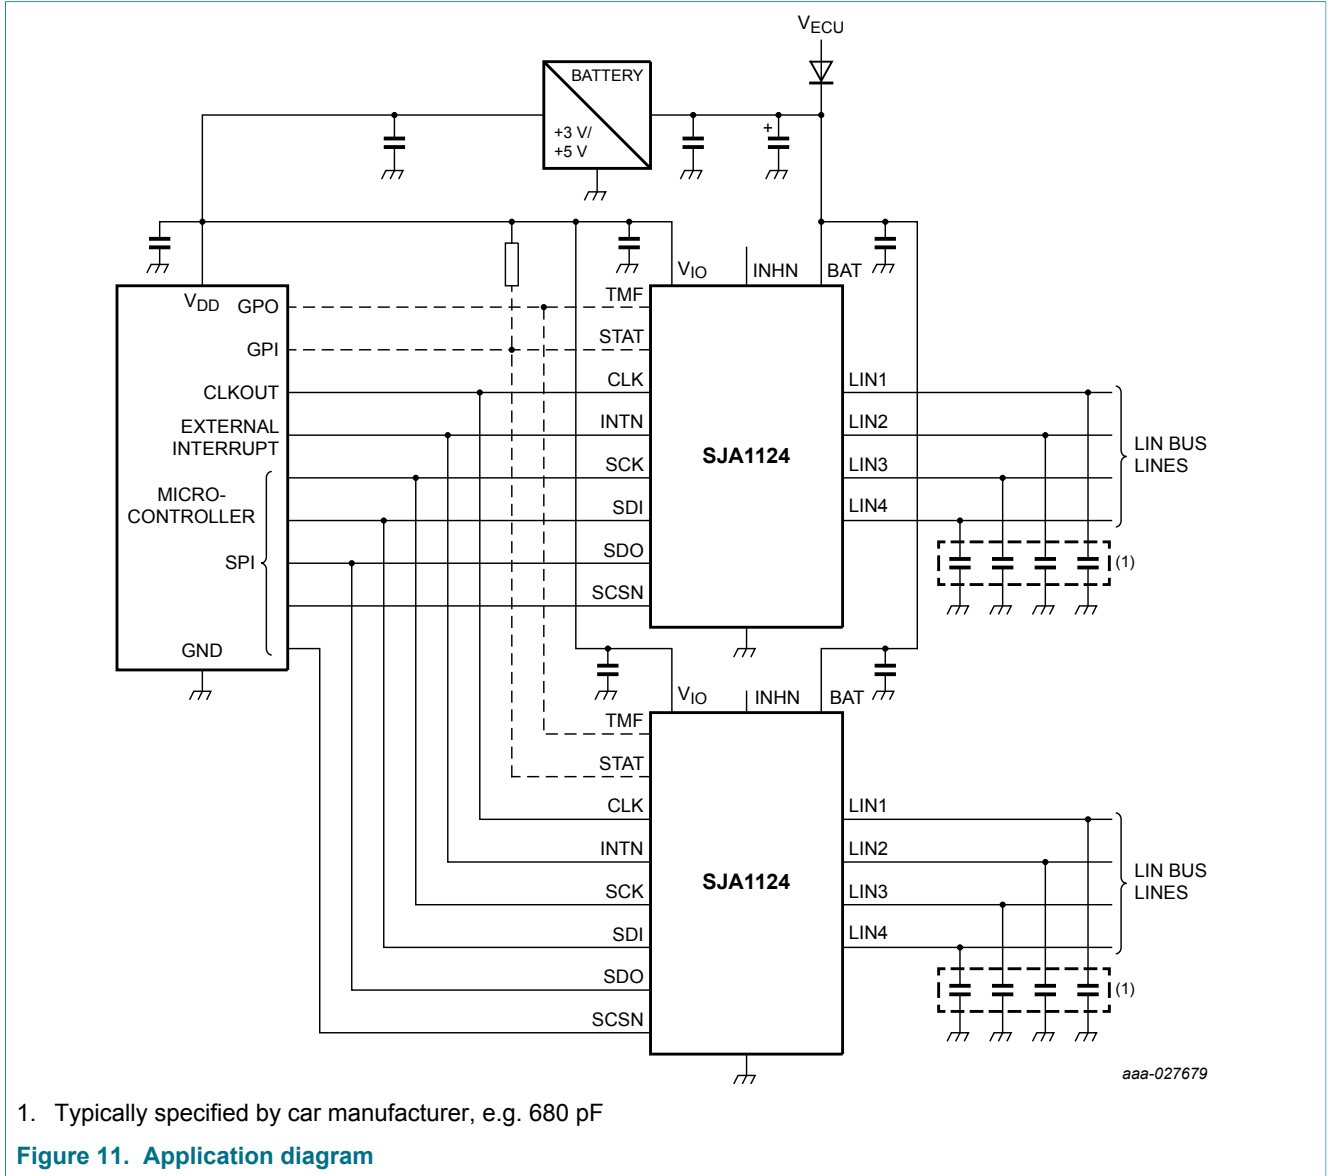 VECU
BATTERY
+3 V/
+5 V
+
VIO
INHN
BAT
VDD
GPO
TMF
GPI
STAT
CLKOUT
CLK
LIN1
EXTERNAL
INTERRUPT
INTN
LIN2
SCK
LIN3
MICRO-
CONTROLLER
SDI
LIN4
SPI
SDO
SCSN
GND
SJA1124
LIN BUS
LINES
(1)
VIO
INHN
BAT
TMF
STAT
CLK
LIN1
INTN
LIN2
SCK
LIN3
SDI
LIN4
SDO
SCSN
SJA1124
LIN BUS
LINES
(1)
aaa-027679
1. Typically specified by car manufacturer, e.g. 680 pF
Figure 11. Application diagram